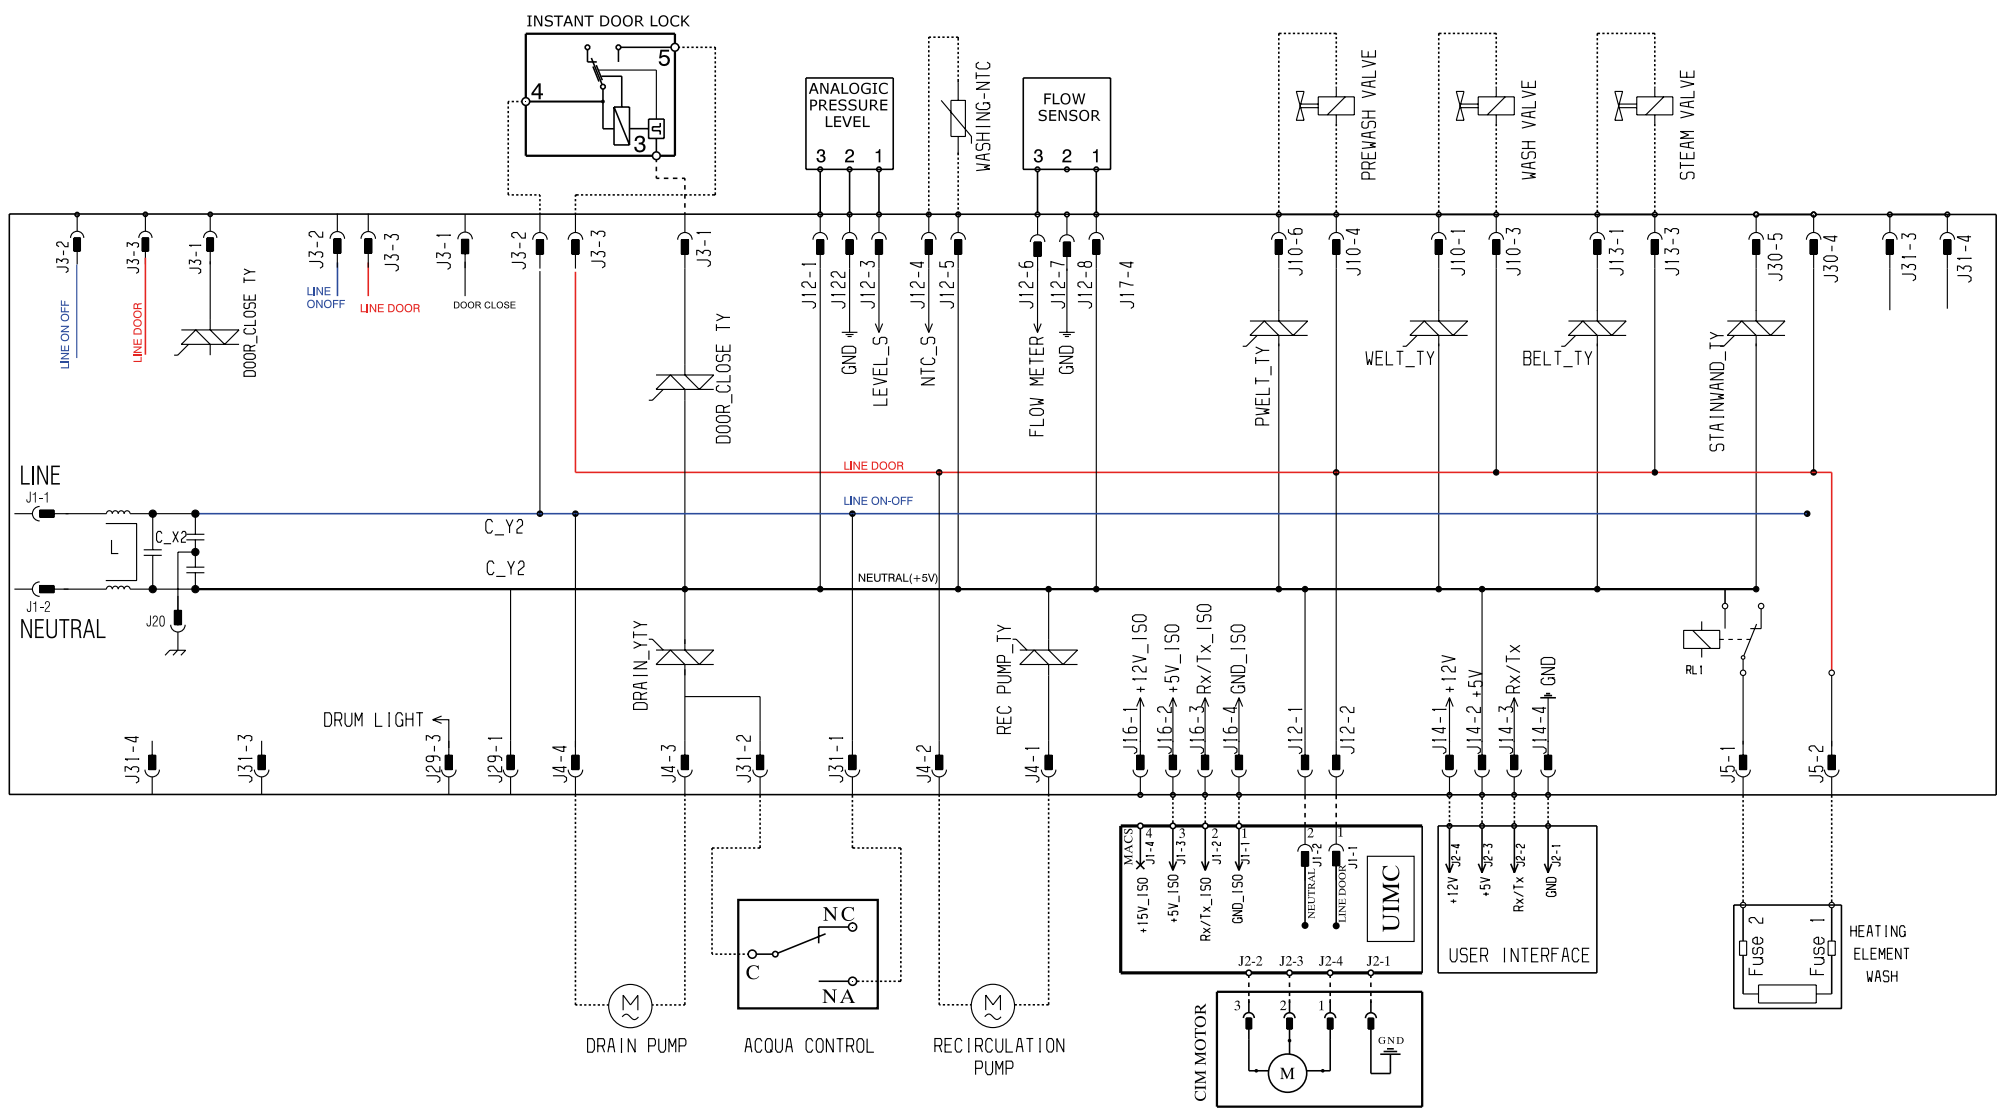 INSTANT DOOR LOCK
5
4
3
ANALOGIC
PRESSURE
LEVEL
3 2 1
WASHING-NTC
FLOW
SENSOR
3 2 1
PREWASH VALVE
WASH VALVE
STEAM VALVE
J3-2
J3-3
J3-1
J3-2
J3-3
J3-1
J3-2
J3-3
J3-1
J12-1
J122
J12-3
J12-4
J12-5
J12-6
J12-7
J12-8
J17-4
J10-6
J10-4
J10-1
J10-3
J13-1
J13-3
J30-5
J30-4
J31-3
J31-4
LINE ON OFF
LINE DOOR
DOOR_CLOSE TY
LINE
ONOFF
LINE DOOR
DOOR CLOSE
DOOR_CLOSE TY
GND
LEVEL_S
NTC_S
FLOW METER
GND
PWELT_TY
WELT_TY
BELT_TY
STAINWAND_TY
LINE DOOR
LINE
J1-1
LINE ON-OFF
C_Y2
C_X2
L
C_Y2
NEUTRAL(+5V)
J1-2
NEUTRAL
J20
DRAIN_YTY
REC PUMP_TY
+12V_ISO
+5V_ISO
Rx/Tx_ISO
GND_ISO
+12V
+5V
Rx/Tx
GND
RL1
DRUM LIGHT
J31-4
J31-3
J29-3
J29-1
J4-4
J4-3
J31-2
J31-1
J4-2
J4-1
J16-1
J16-2
J16-3
J16-4
J12-1
J12-2
J14-1
J14-2
J14-3
J14-4
J5-1
J5-2
MACS
4 3 2 1 2 1
J1-4
J1-3
J1-2
J1-1
J1-2
J1-1
+15V_ISO
+5V_ISO
Rx/Tx_ISO
GND_ISO
NEUTRAL
LINE DOOR
UIMC
J2-4
J2-3
J2-2
J2-1
+12V
+5V
Rx/Tx
GND
USER INTERFACE
Fuse 2
Fuse 1
HEATING
ELEMENT
WASH
NC
C
NA
J2-2 J2-3 J2-4 J2-1
3 2 1
GND
M
CIM MOTOR
M
DRAIN PUMP
ACQUA CONTROL
M
RECIRCULATION
PUMP